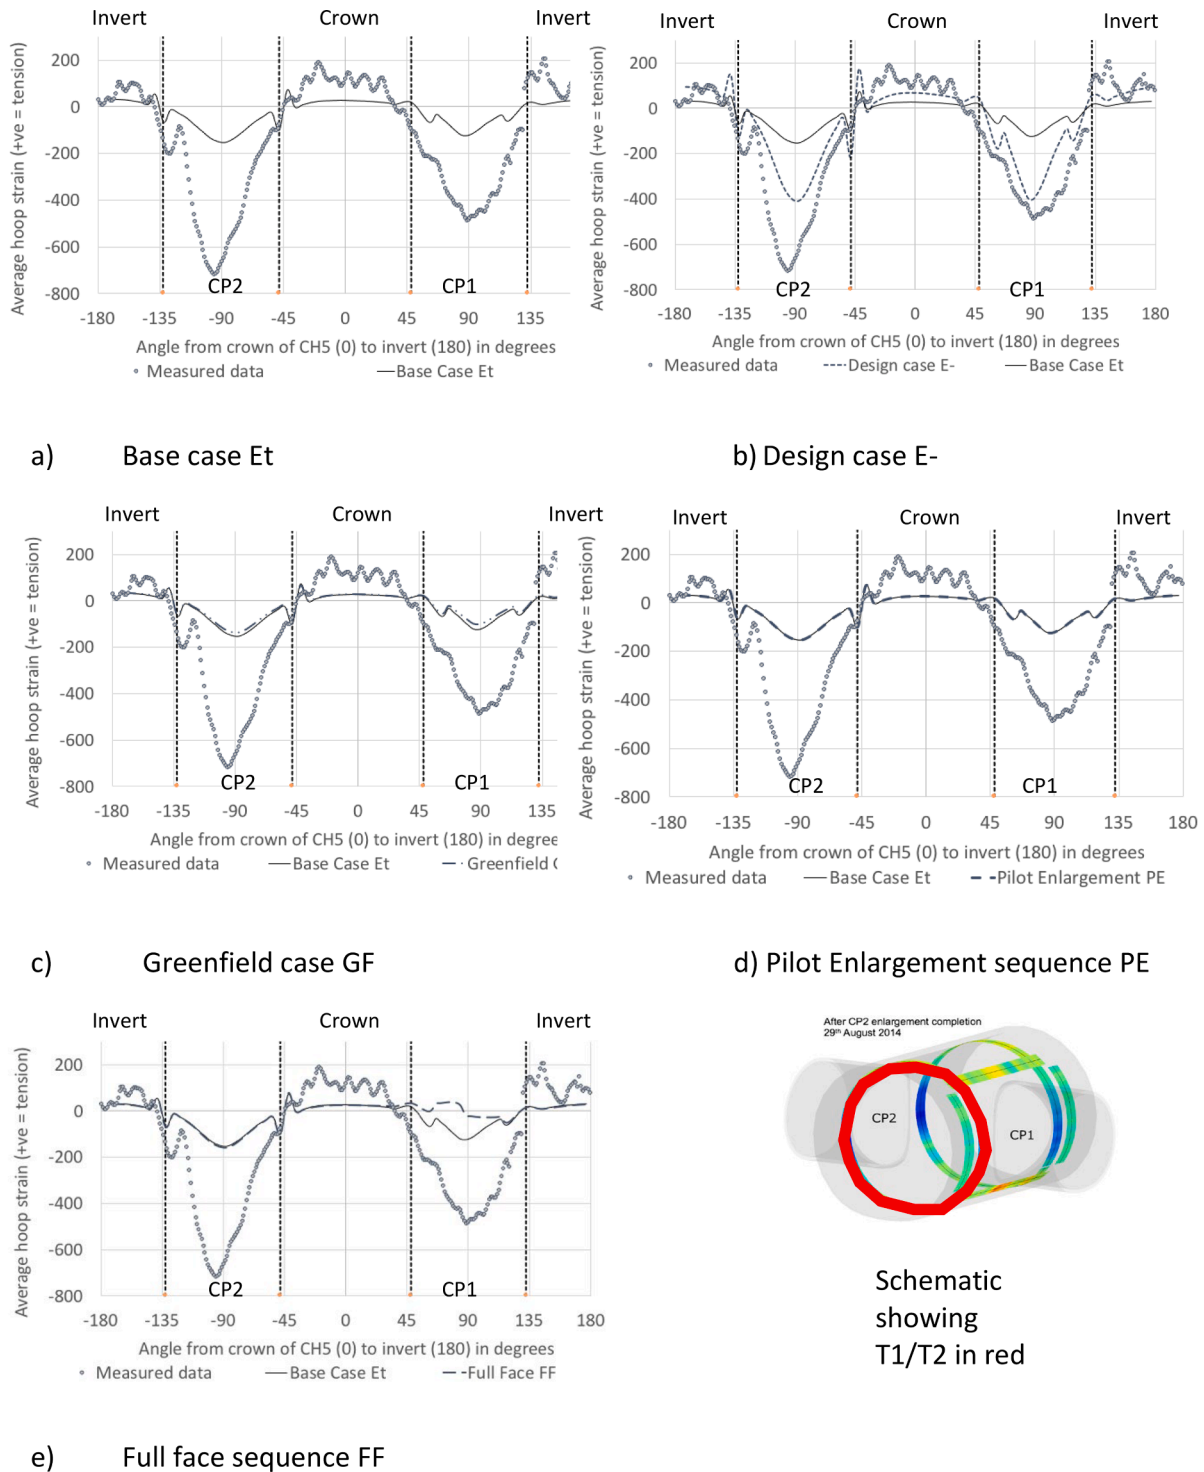 Invert Crown Invert
Average hoop strain (+ve = tension)
200
0
-200
-400
-600
-800
CP2 CP1
-180 -135 -90 -45 0 45 90 135
Angle from crown of CH5 (0) to invert (180) in degrees
Measured data Base Case Et
a) Base case Et
Invert Crown Invert
Average hoop strain (+ve = tension)
200
0
-200
-400
-600
-800
CP2 CP1
-180 -135 -90 -45 0 45 90 135 180
Angle from crown of CH5 (0) to invert (180) in degrees
Measured data Design case E- Base Case Et
b) Design case E-
Invert Crown Invert
Average hoop strain (+ve = tension)
200
0
-200
-400
-600
-800
CP2 CP1
-180 -135 -90 -45 0 45 90 135
Angle from crown of CH5 (0) to invert (180) in degree
Measured data Base Case Et Greenfield
c) Greenfield case GF
Invert Crown Invert
Average hoop strain (+ve = tension)
200
0
-200
-400
-600
-800
CP2 CP1
-180 -135 -90 -45 0 45 90 135 180
Angle from crown of CH5 (0) to invert (180) in degrees
Measured data Base Case Et Pilot Enlargement PE
d) Pilot Enlargement sequence PE
Invert Crown Invert
Average hoop strain (+ve = tension)
200
0
-200
-400
-600
-800
CP2 CP1
-180 -135 -90 -45 0 45 90 135 180
Angle from crown of CH5 (0) to invert (180) in degrees
Measured data Base Case Et Full Face FF
e) Full face sequence FF
After CP2 enlargement completion
29th August 2014
CP2
CP1
Schematic
showing
T1/T2 in red